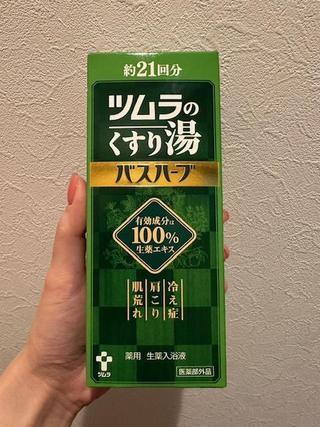 約21回分
ツムラの
くすり湯
バスハーブ
有効成分は
100%
生薬エキス
冷え症
肩こり
肌荒れ
薬用 生薬入浴液
医薬部外品
ツムラ